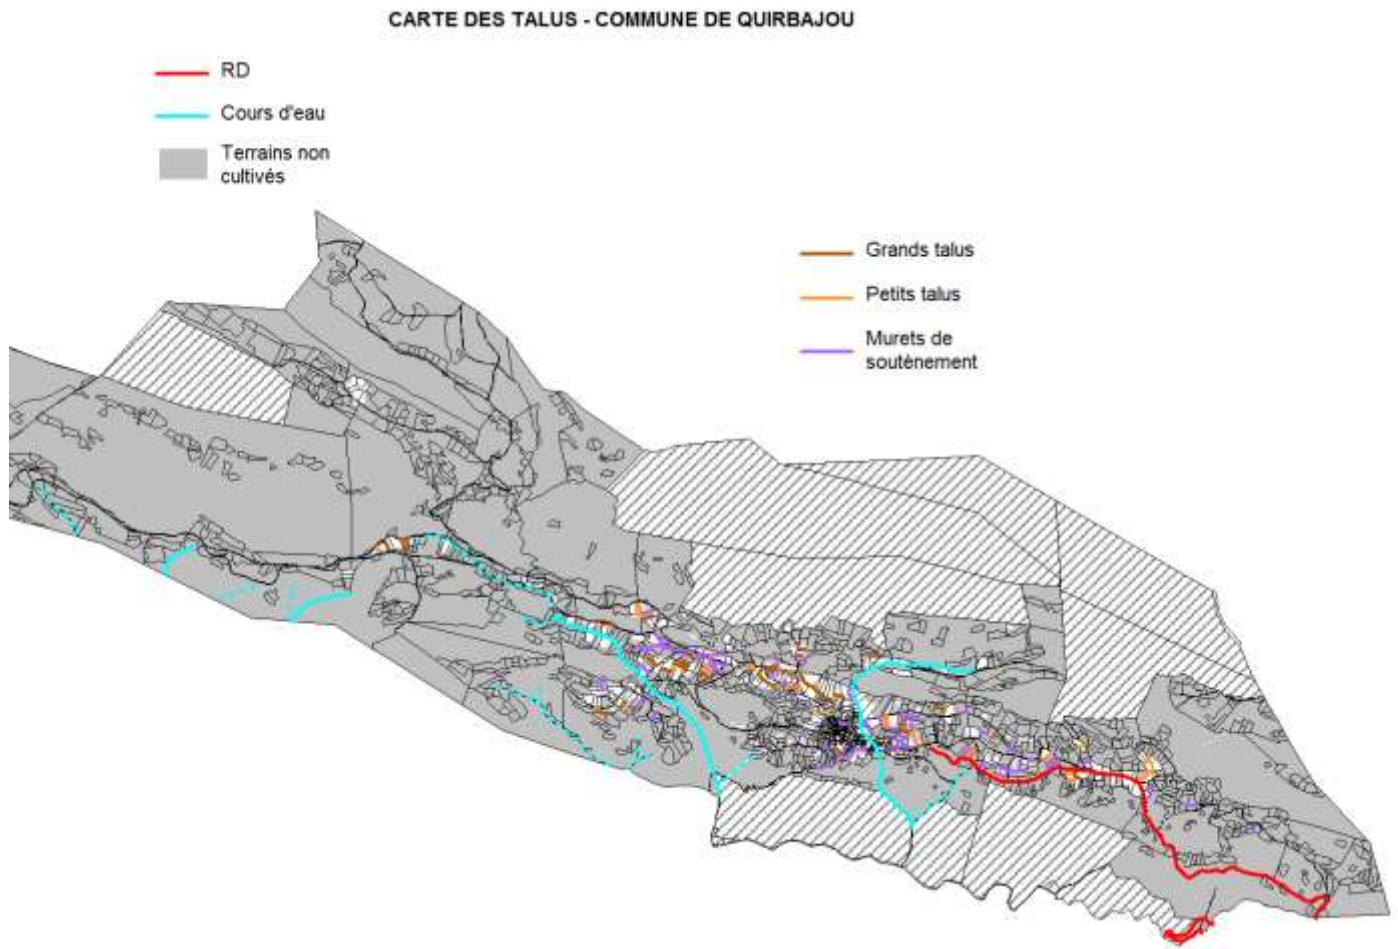 CARTE DES TALUS - COMMUNE DE QUIRBAJOU
RD
Cours d'eau
Terrains non
cultivés
Grands talus
Petits talus
Murets de
soutènement